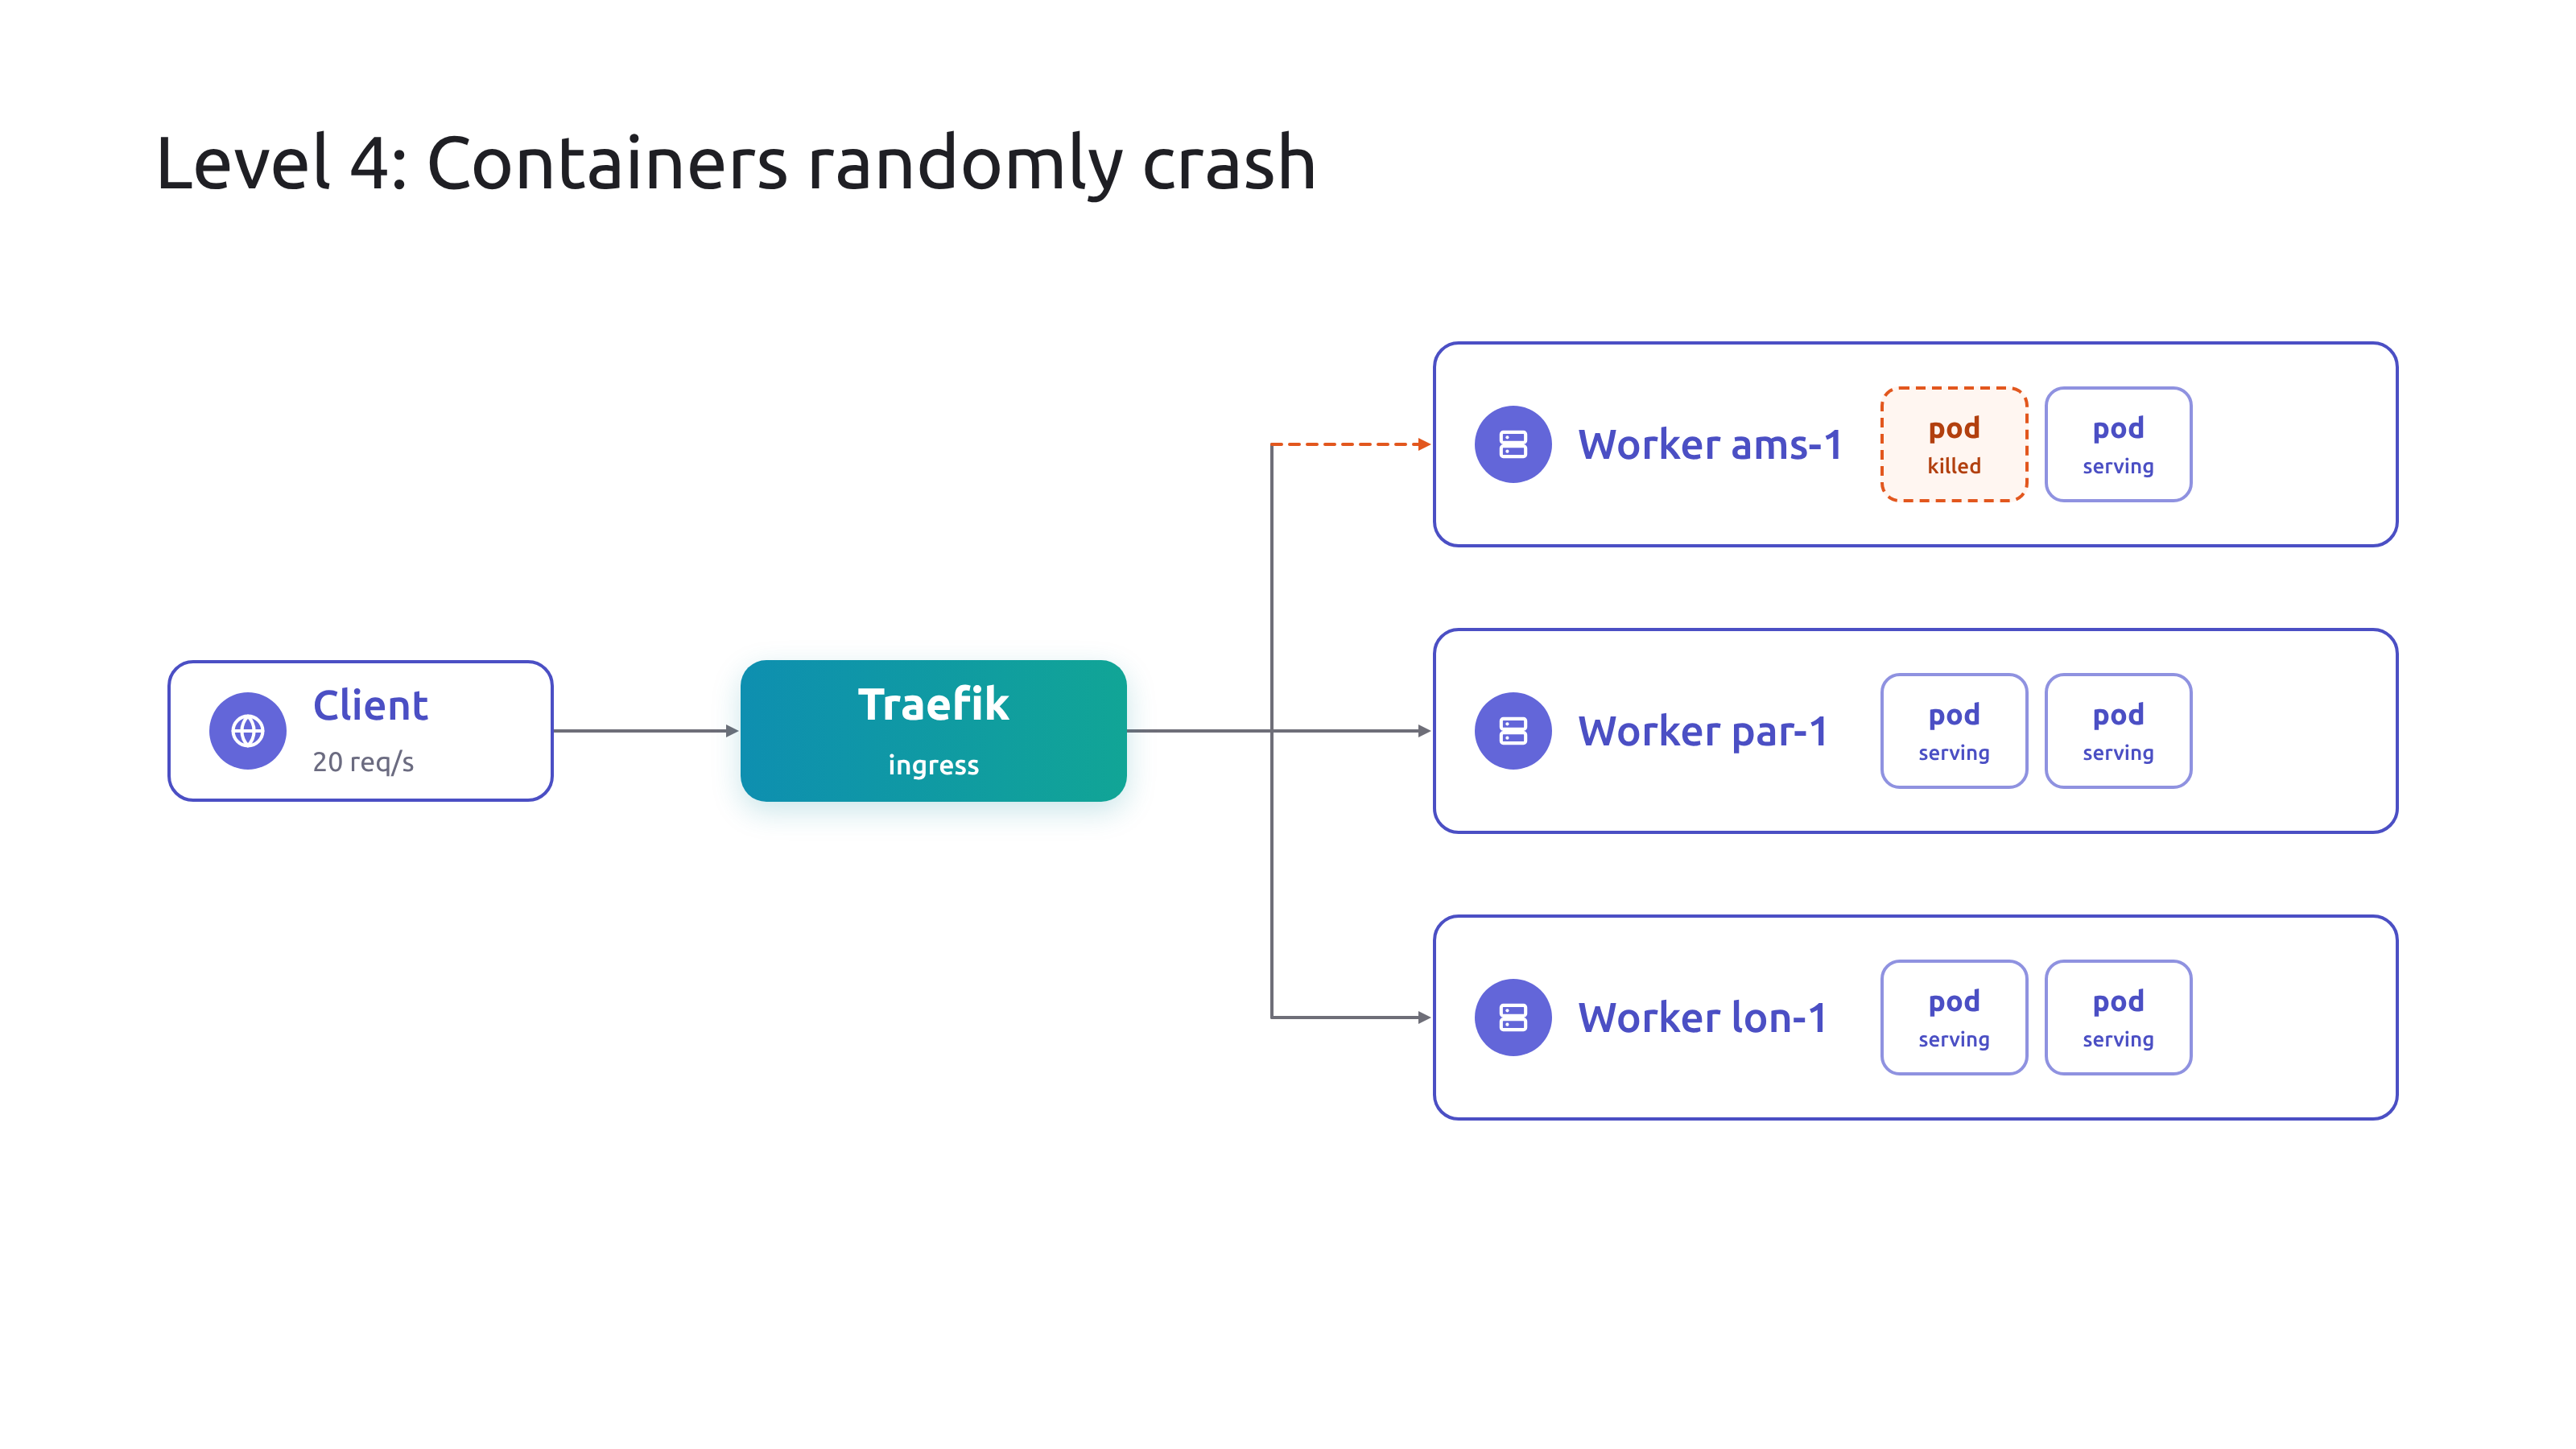 Level 4: Containers randomly crash
Client
20 req/s
Traefik
ingress
Worker ams-1
pod
killed
pod
serving
Worker par-1
pod
serving
pod
serving
Worker lon-1
pod
serving
pod
serving